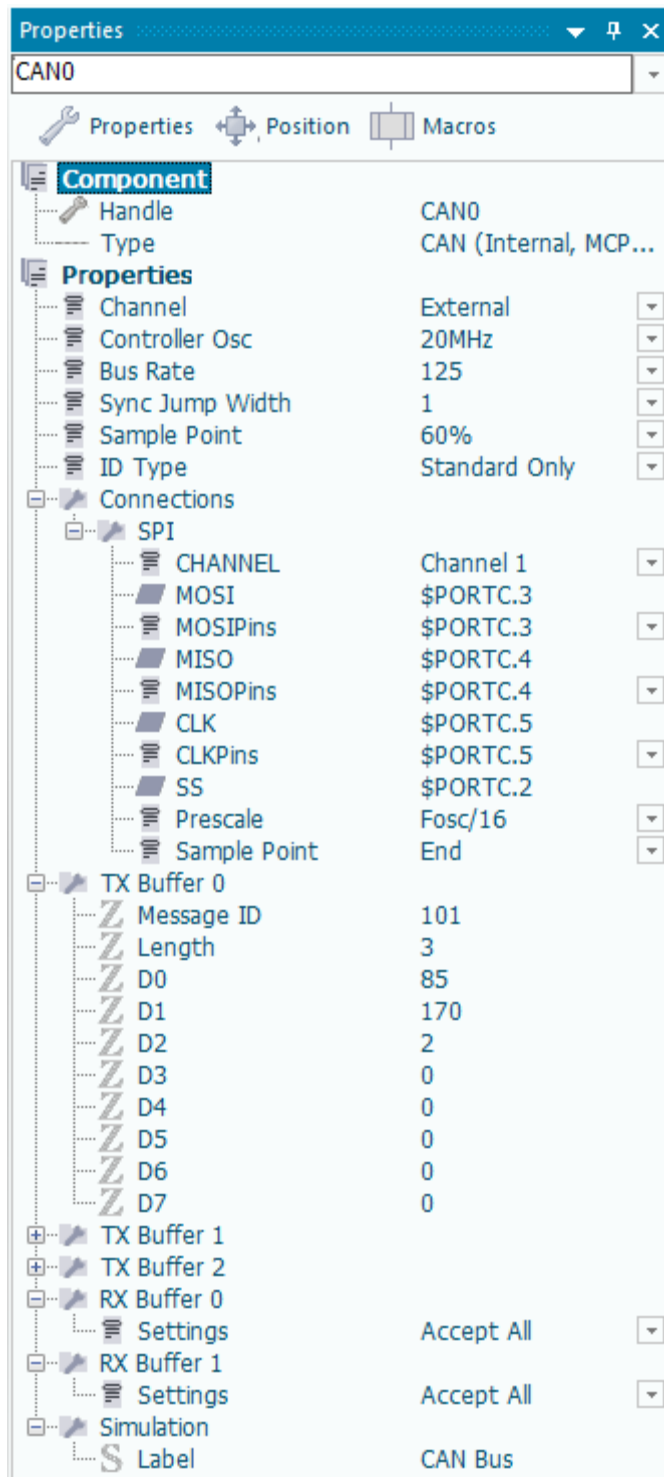 Properties
CAN0
Properties Position Macros
Component
Handle CAN0
Type CAN (Internal, MCP...
Properties
Channel External
Controller Osc 20MHz
Bus Rate 125
Sync Jump Width 1
Sample Point 60%
ID Type Standard Only
Connections
SPI
CHANNEL Channel 1
MOSI $PORTC.3
MOSIPins $PORTC.3
MISO $PORTC.4
MISOPins $PORTC.4
CLK $PORTC.5
CLKPins $PORTC.5
SS $PORTC.2
Prescale Fosc/16
Sample Point End
TX Buffer 0
Message ID 101
Length 3
D0 85
D1 170
D2 2
D3 0
D4 0
D5 0
D6 0
D7 0
TX Buffer 1
TX Buffer 2
RX Buffer 0
Settings Accept All
RX Buffer 1
Settings Accept All
Simulation
Label CAN Bus